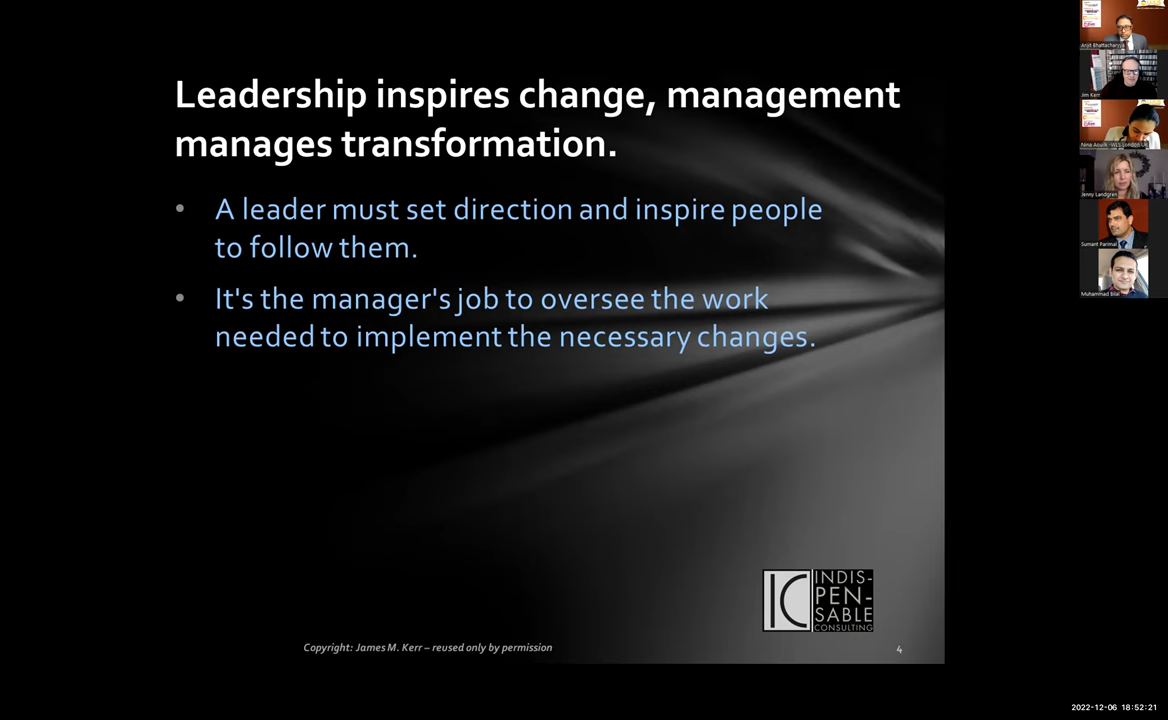 Leadership inspires change, management
manages transformation.
• A leader must set direction and inspire people
to follow them.
• It's the manager's job to oversee the work
needed to implement the necessary changes.
IC
INDIS-
PEN-
SABLE
CONSULTING
Copyright: James M. Kerr – reused only by permission
4
Jim Kerr
Jenny Landgren
Sumant Parimal
Muhammad Bilal
2022-12-06 18:52:21